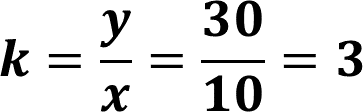 k = y/x = 30/10 = 3